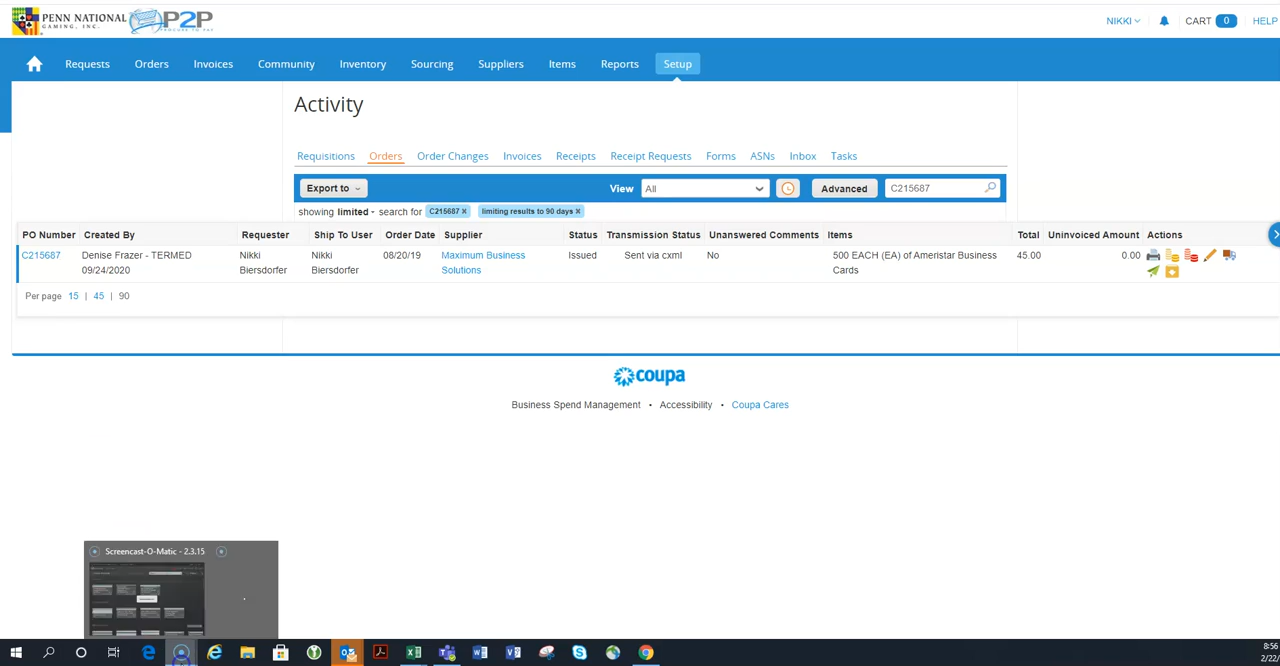 PENN NATIONAL
GAMING, INC.
P2P
PROCURE TO PAY
NIKKI
CART 0
HELP
Requests Orders Invoices Community Inventory Sourcing Suppliers Items Reports Setup
Activity
Requisitions Orders Order Changes Invoices Receipts Receipt Requests Forms ASNs Inbox Tasks
Export to View All Advanced C215687
showing limited - search for C215687 x limiting results to 90 days x
PO Number Created By Requester Ship To User Order Date Supplier Status Transmission Status Unanswered Comments Items Total Uninvoiced Amount Actions
C215687 Denise Frazer - TERMED Nikki Nikki 08/20/19 Maximum Business Issued Sent via cxml No 500 EACH (EA) of Ameristar Business 45.00 0.00
09/24/2020 Biersdorfer Biersdorfer Solutions Cards
Per page 15 | 45 | 90
coupa
Business Spend Management • Accessibility • Coupa Cares
Screencast-O-Matic - 2.3.15
8:56
2/22/